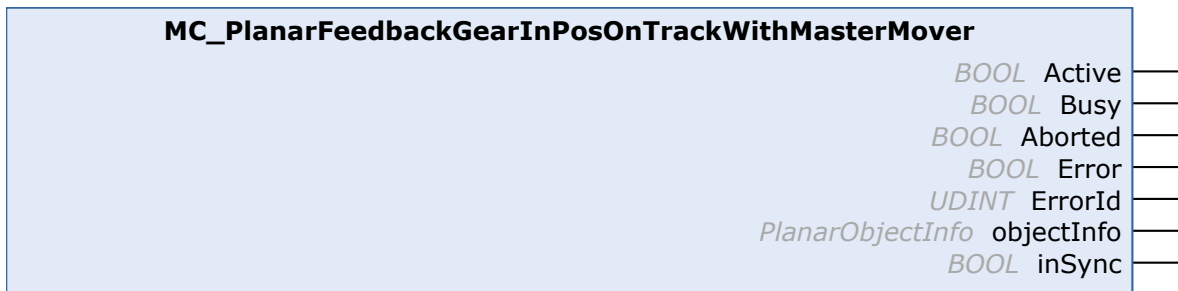 MC_PlanarFeedbackGearInPosOnTrackWithMasterMover
BOOL Active
BOOL Busy
BOOL Aborted
BOOL Error
UDINT ErrorId
PlanarObjectInfo objectInfo
BOOL inSync